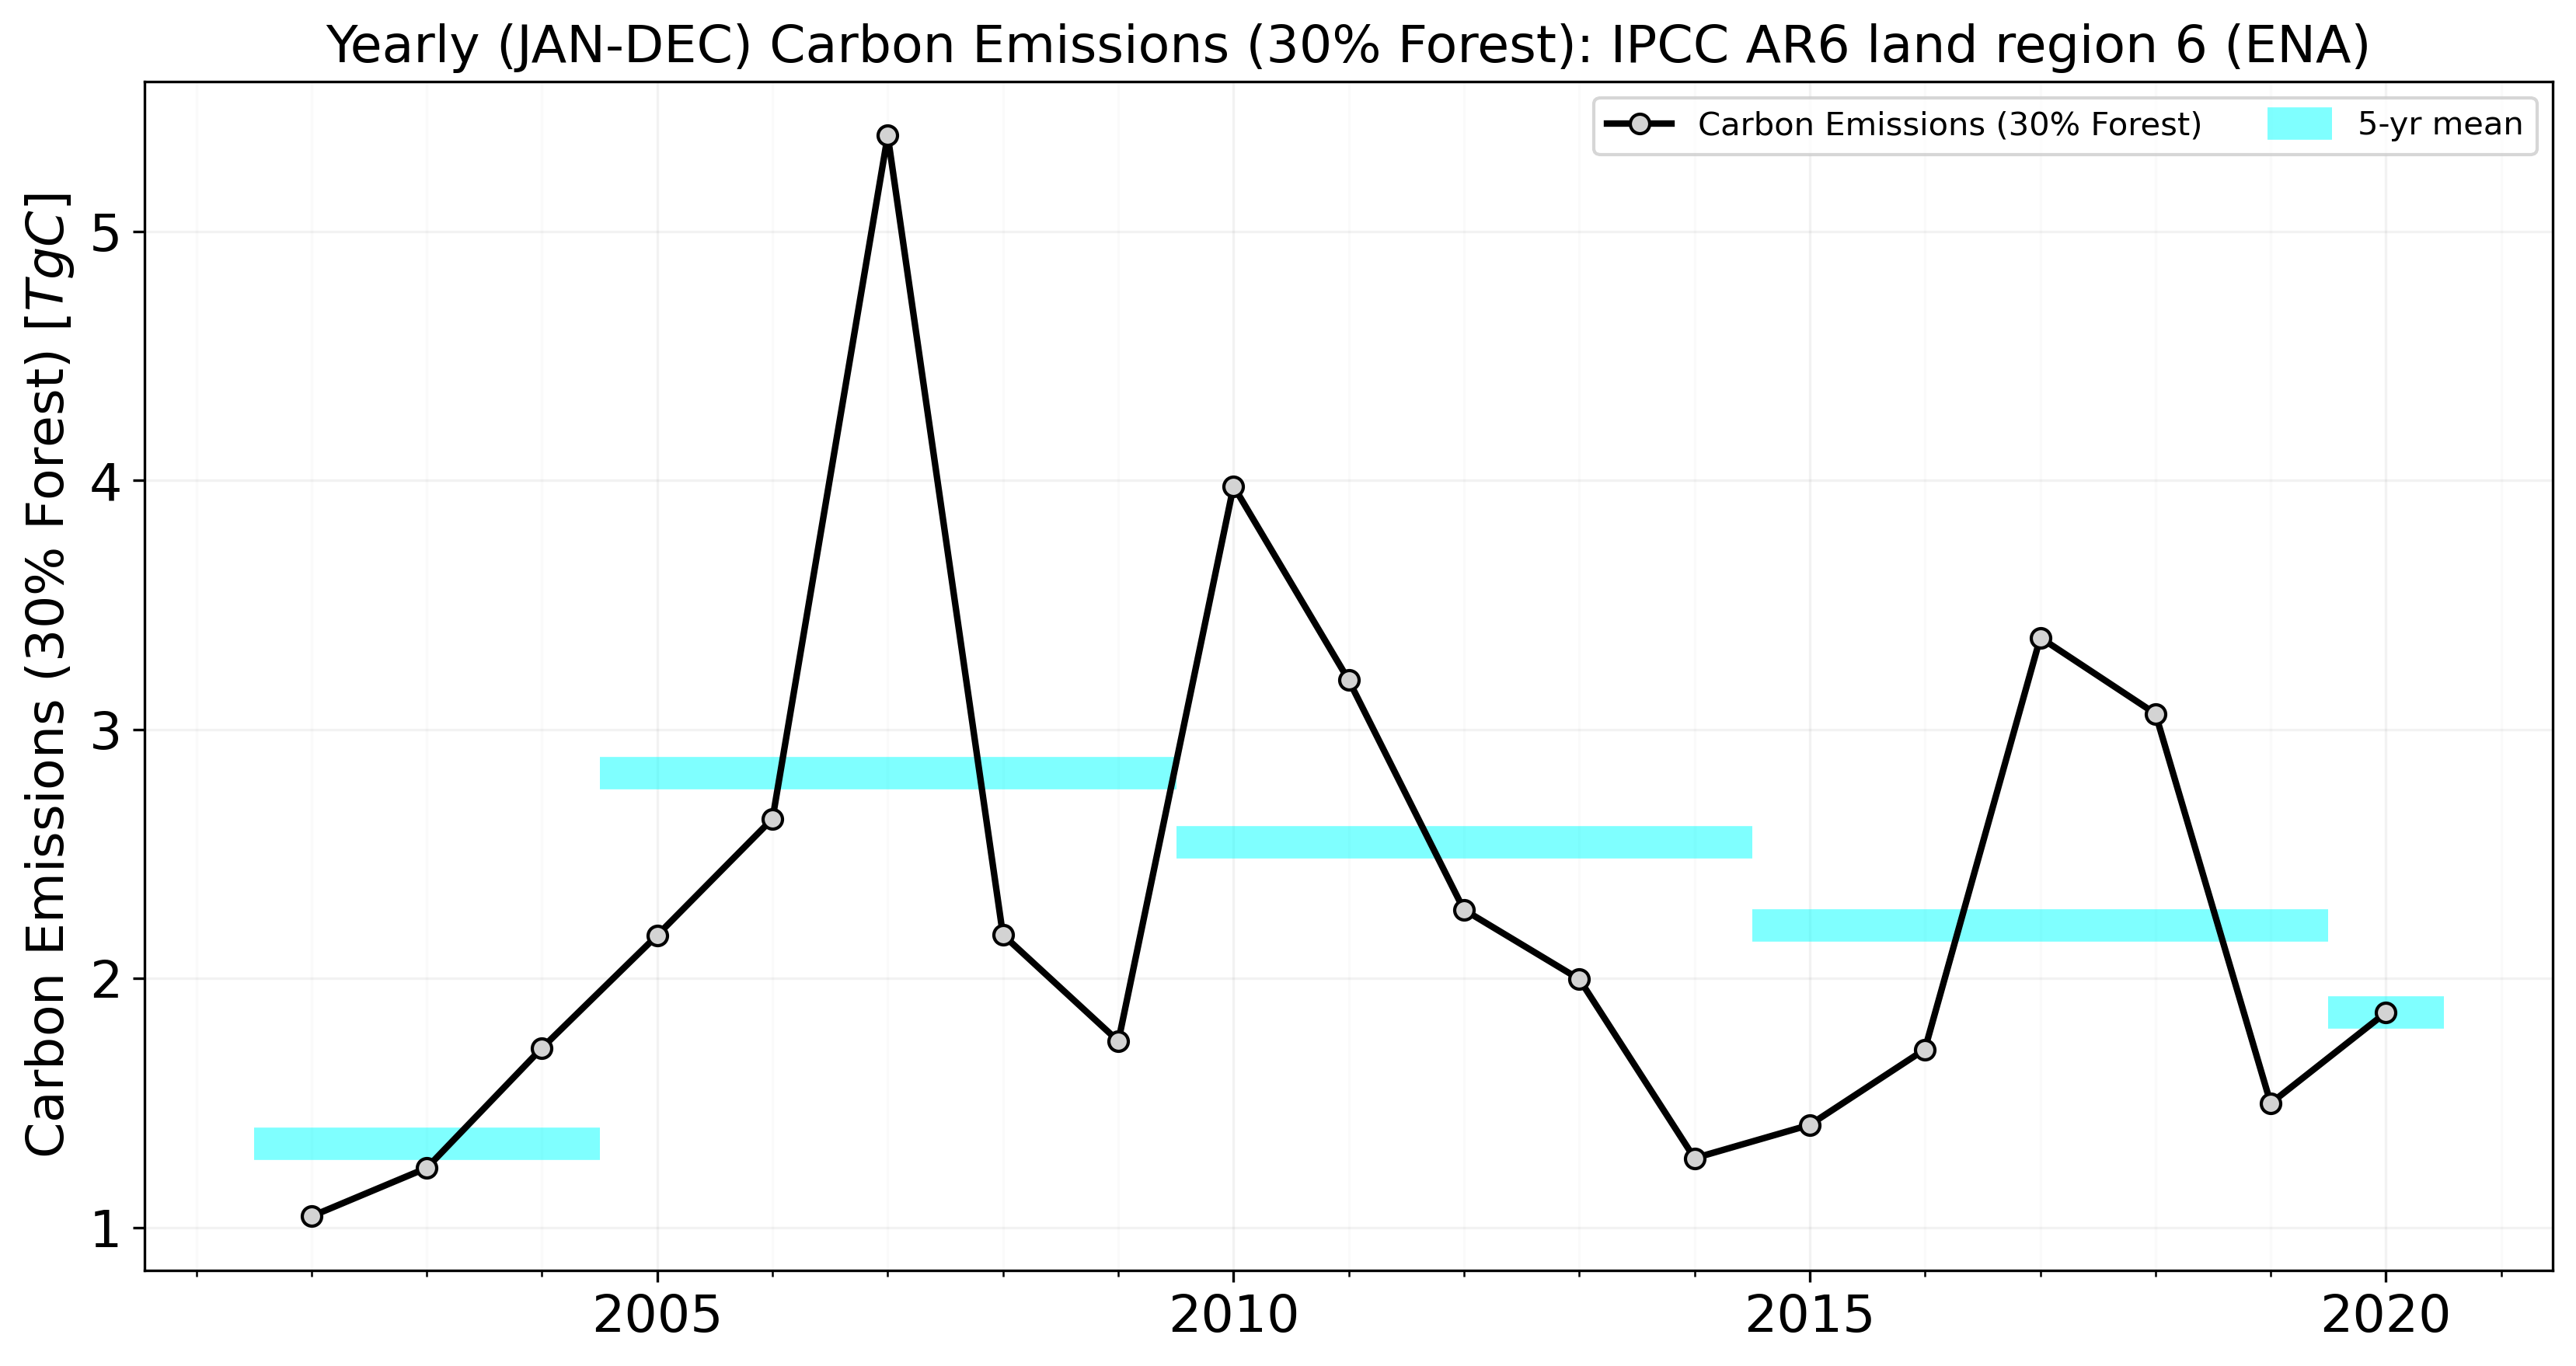 Yearly (JAN-DEC) Carbon Emissions (30% Forest): IPCC AR6 land region 6 (ENA)
Carbon Emissions (30% Forest)
5-yr mean
Carbon Emissions (30% Forest) [TgC]
5
4
3
2
1
2005
2010
2015
2020